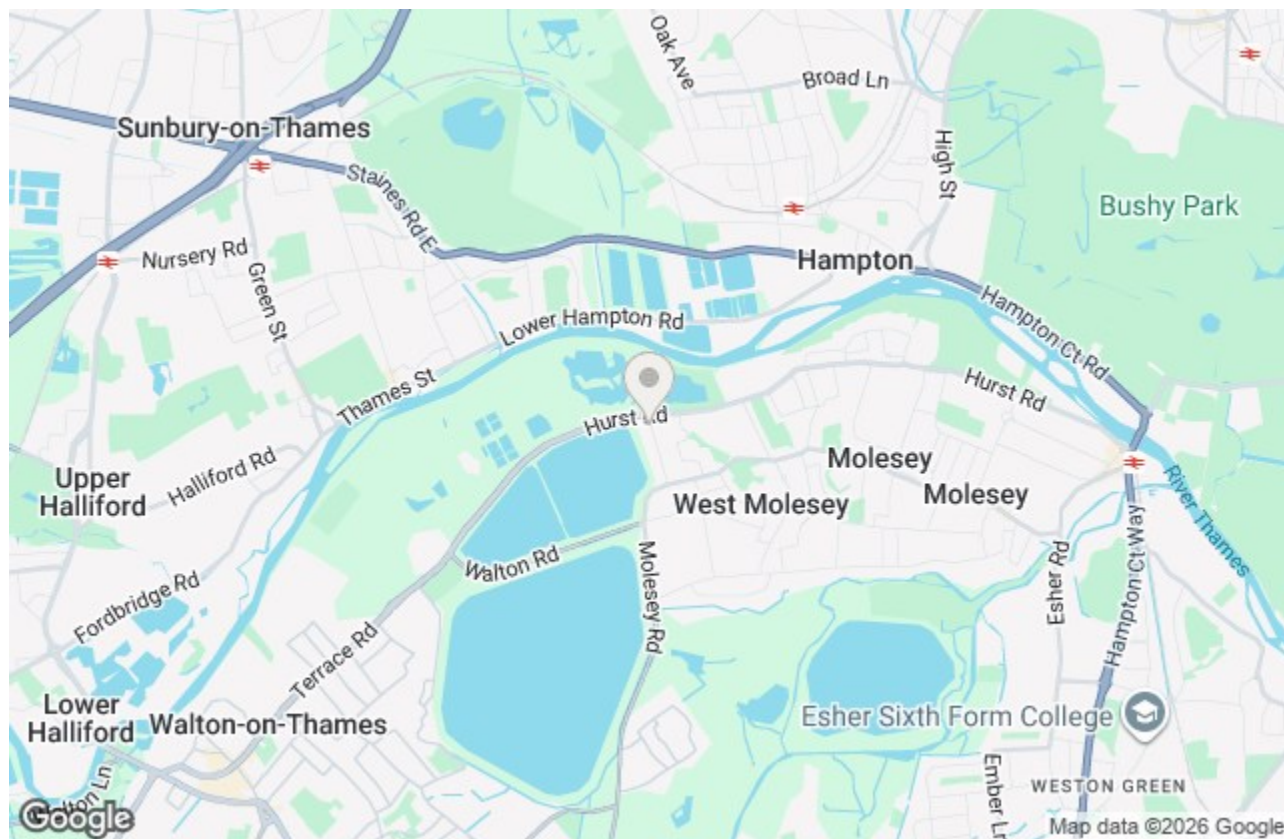 Oak Ave
Broad Ln
Sunbury-on-Thames
High St
Staines Rd E
Bushy Park
Nursery Rd
Hampton
Green St
Hampton Ct Rd
Lower Hampton Rd
Thames St
Hurst Rd
Hurst Rd
Molesey
Upper
Halliford
Halliford Rd
West Molesey
Molesey
River Thames
Walton Rd
Molesey Rd
Esher Rd
Hampton Ct Way
Fordbridge Rd
Terrace Rd
Lower
Halliford
Walton-on-Thames
Esher Sixth Form College
Walton Ln
Ember Ln
WESTON GREEN
Google
Map data ©2026 Google